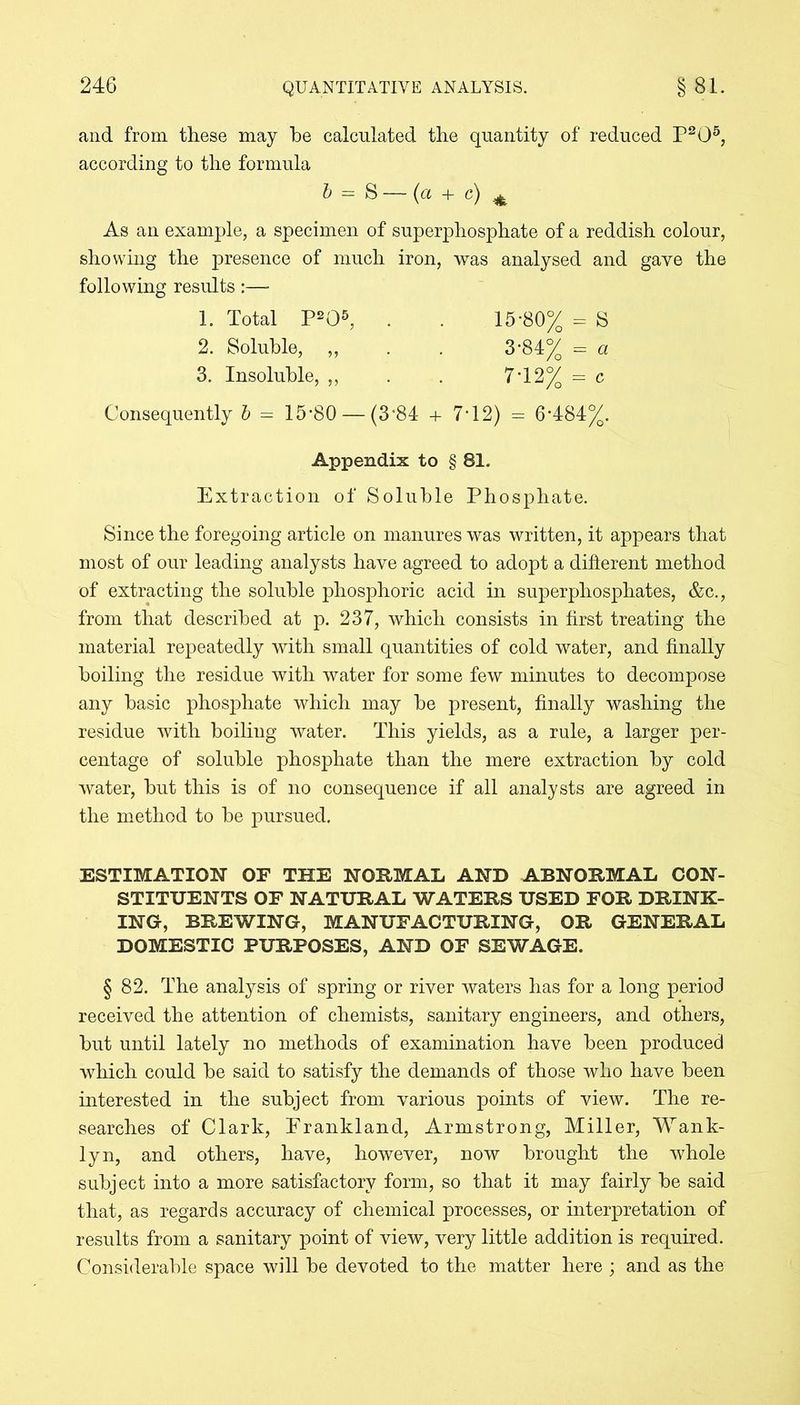 246 QUANTITATIVE ANALYSIS. § 81.
and from these may be calculated the quantity of reduced P²O⁵,
according to the formula
b = S — (a + c)
As an example, a specimen of superphosphate of a reddish colour,
showing the presence of much iron, was analysed and gave the
following results :—
1. Total P²O⁵, . . 15·80% = S
2. Soluble, ,, . . 3·84% = a
3. Insoluble, ,, . . 7·12% = c
Consequently b = 15·80 — (3·84 + 7·12) = 6·484%.
Appendix to § 81.
Extraction of Soluble Phosphate.
Since the foregoing article on manures was written, it appears that
most of our leading analysts have agreed to adopt a different method
of extracting the soluble phosphoric acid in superphosphates, &c.,
from that described at p. 237, which consists in first treating the
material repeatedly with small quantities of cold water, and finally
boiling the residue with water for some few minutes to decompose
any basic phosphate which may be present, finally washing the
residue with boiling water. This yields, as a rule, a larger per-
centage of soluble phosphate than the mere extraction by cold
water, but this is of no consequence if all analysts are agreed in
the method to be pursued.
ESTIMATION OF THE NORMAL AND ABNORMAL CON-
STITUENTS OF NATURAL WATERS USED FOR DRINK-
ING, BREWING, MANUFACTURING, OR GENERAL
DOMESTIC PURPOSES, AND OF SEWAGE.
§ 82. The analysis of spring or river waters has for a long period
received the attention of chemists, sanitary engineers, and others,
but until lately no methods of examination have been produced
which could be said to satisfy the demands of those who have been
interested in the subject from various points of view. The re-
searches of Clark, Frankland, Armstrong, Miller, Wank-
lyn, and others, have, however, now brought the whole
subject into a more satisfactory form, so that it may fairly be said
that, as regards accuracy of chemical processes, or interpretation of
results from a sanitary point of view, very little addition is required.
Considerable space will be devoted to the matter here ; and as the